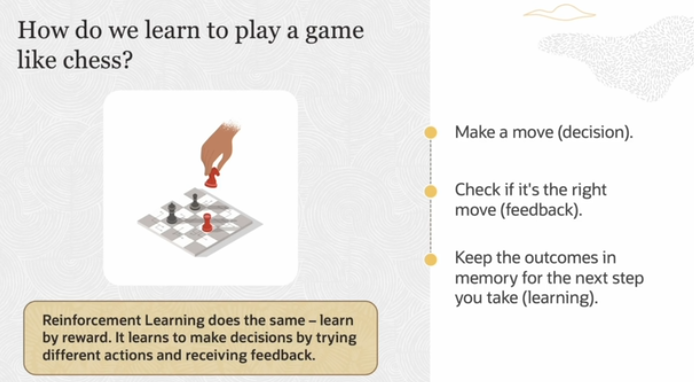 How do we learn to play a game
like chess?
Make a move (decision).
Check if it's the right
move (feedback).
Keep the outcomes in
memory for the next step
you take (learning).
Reinforcement Learning does the same – learn
by reward. It learns to make decisions by trying
different actions and receiving feedback.